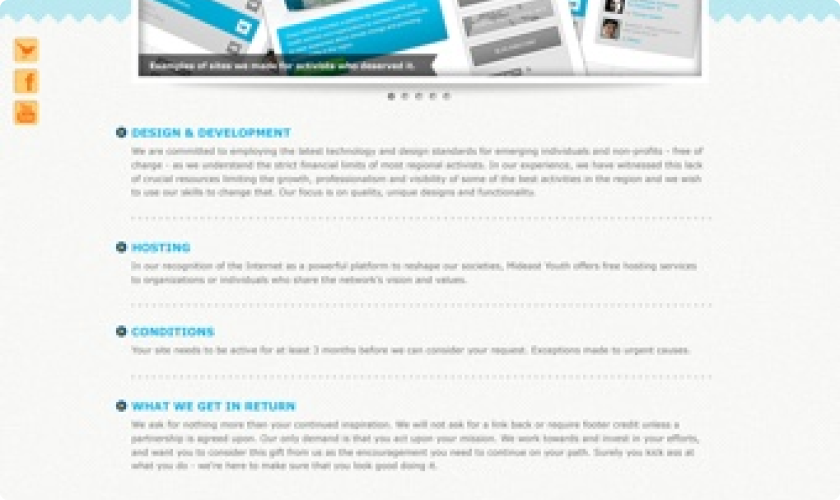 Examples of sites we made for activists who deserved it.
DESIGN & DEVELOPMENT
We are committed to employing the latest technology and design standards for emerging individuals and non-profits - free of
charge - as we understand the strict financial limits of most regional activists. In our experience, we have witnessed this lack
of crucial resources limiting the growth, professionalism and visibility of some of the best activities in the region and we wish
to use our skills to change that. Our focus is on quality, unique designs and functionality.
HOSTING
In our recognition of the Internet as a powerful platform to reshape our societies, Mideast Youth offers free hosting services
to organizations or individuals who share the network's vision and values.
CONDITIONS
Your site needs to be active for at least 3 months before we can consider your request. Exceptions made to urgent causes.
WHAT WE GET IN RETURN
We ask for nothing more than your continued inspiration. We will not ask for a link back or require footer credit unless a
partnership is agreed upon. Our only demand is that you act upon your mission. We work towards and invest in your efforts,
and want you to consider this gift from us as the encouragement you need to continue on your path. Surely you kick ass at
what you do - we're here to make sure that you look good doing it.